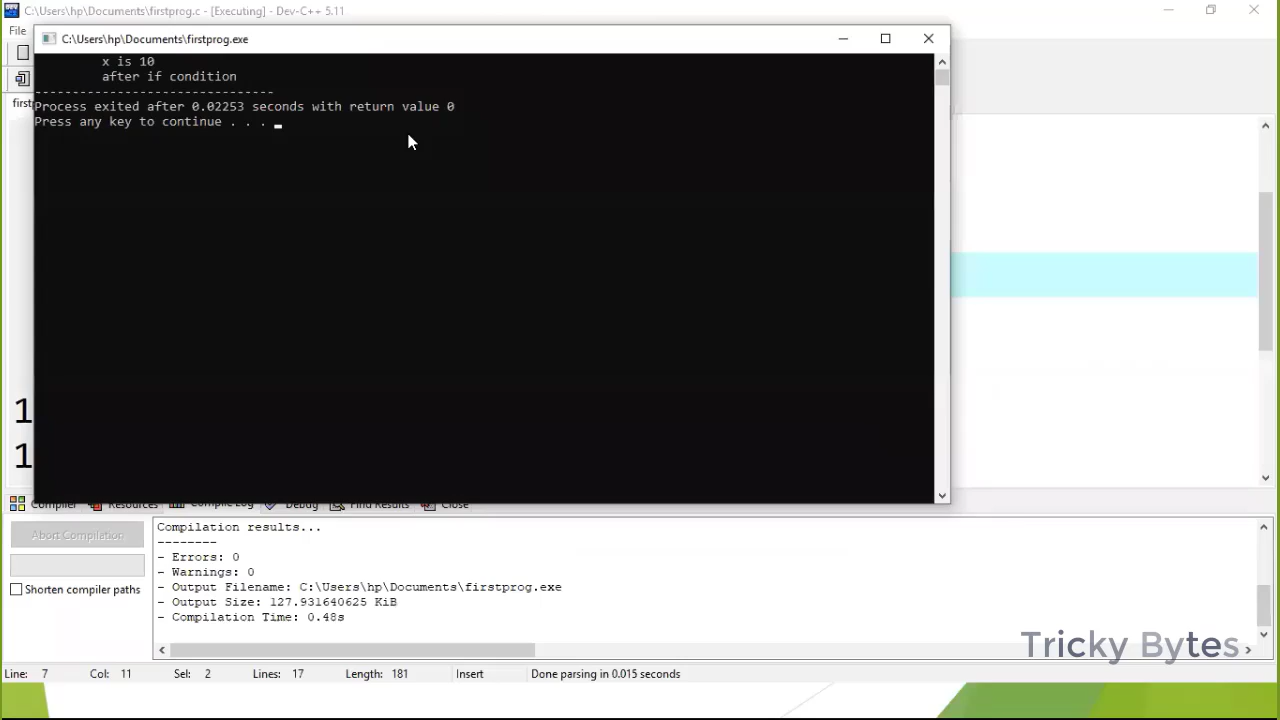 C:\Users\hp\Documents\firstprog.c - [Executing] - Dev-C++ 5.11
File
C:\Users\hp\Documents\firstprog.exe
x is 10
after if condition
--------------------------------
Process exited after 0.02253 seconds with return value 0
Press any key to continue . . .
firs
1
1
Compiler Resources Compile Log Debug Find Results Close
Abort Compilation
Shorten compiler paths
Compilation results...
--------
- Errors: 0
- Warnings: 0
- Output Filename: C:\Users\hp\Documents\firstprog.exe
- Output Size: 127.931640625 KiB
- Compilation Time: 0.48s
Tricky Bytes
Line: 7 Col: 11 Sel: 2 Lines: 17 Length: 181 Insert Done parsing in 0.015 seconds